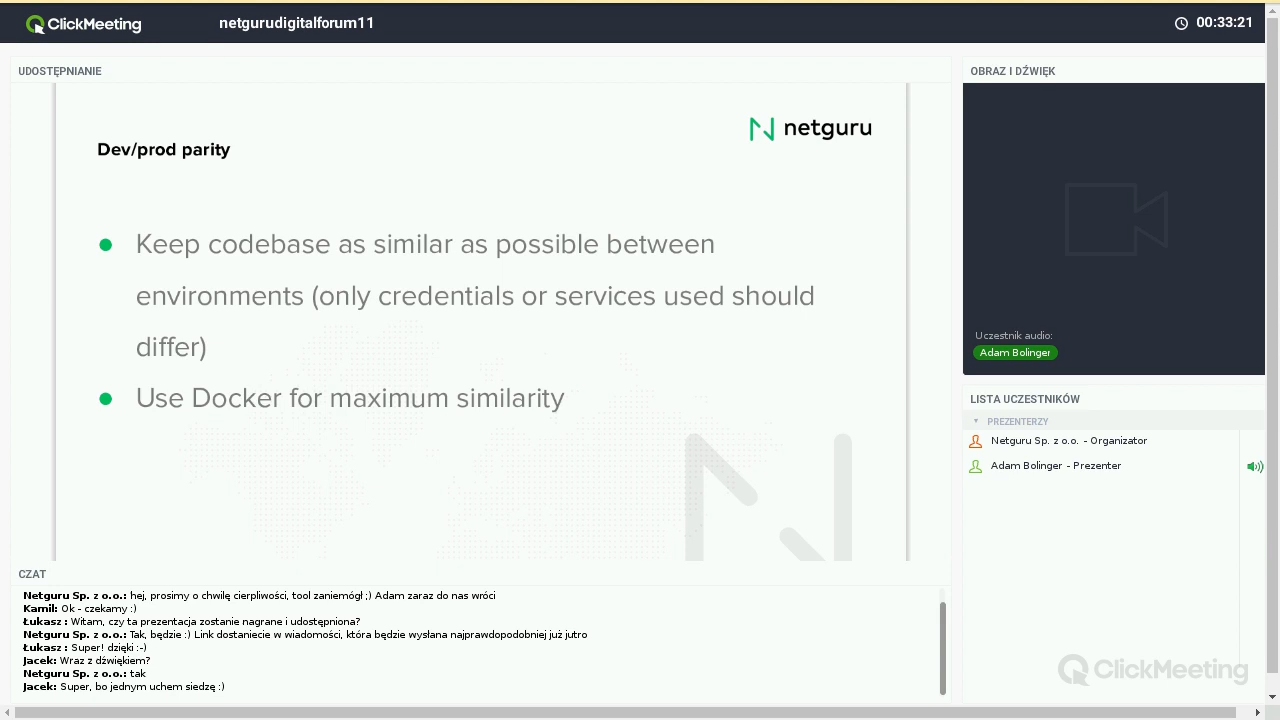 ClickMeeting
netgurudigitalforum11
00:33:21
UDOSTĘPNIANIE
netguru
Dev/prod parity
● Keep codebase as similar as possible between
environments (only credentials or services used should
differ)
● Use Docker for maximum similarity
CZAT
Netguru Sp. z o.o.: hej, prosimy o chwilę cierpliwości, tool zaniemógł ;) Adam zaraz do nas wróci
Kamil: Ok - czekamy :)
Łukasz : Witam, czy ta prezentacja zostanie nagrane i udostępniona?
Netguru Sp. z o.o.: Tak, będzie :) Link dostaniecie w wiadomości, która będzie wysłana najprawdopodobniej już jutro
Łukasz : Super! dzięki :-)
Jacek: Wraz z dźwiękiem?
Netguru Sp. z o.o.: tak
Jacek: Super, bo jednym uchem siedzę :)
OBRAZ I DŹWIĘK
Uczestnik audio:
Adam Bolinger
LISTA UCZESTNIKÓW
PREZENTERZY
Netguru Sp. z o.o. - Organizator
Adam Bolinger - Prezenter
ClickMeeting